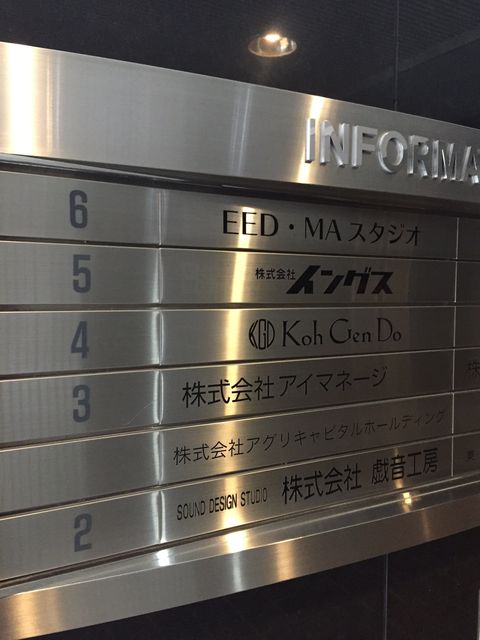 INFORMA
6 EED・MAスタジオ
5 株式会社 イングス
4 KGD Koh Gen Do
3 株式会社アイマネージ 株
株式会社アグリキャピタルホールディング
2 SOUND DESIGN STUDIO 株式会社 戯音工房